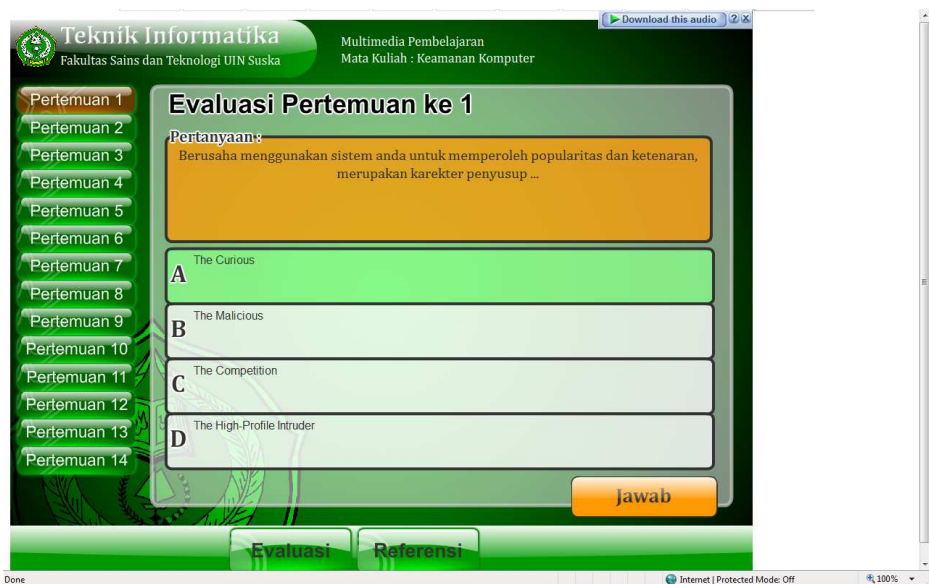 Download this audio ? X
Teknik Informatika
Fakultas Sains dan Teknologi UIN Suska
Multimedia Pembelajaran
Mata Kuliah : Keamanan Komputer
Pertemuan 1
Pertemuan 2
Pertemuan 3
Pertemuan 4
Pertemuan 5
Pertemuan 6
Pertemuan 7
Pertemuan 8
Pertemuan 9
Pertemuan 10
Pertemuan 11
Pertemuan 12
Pertemuan 13
Pertemuan 14
Evaluasi Pertemuan ke 1
Pertanyaan :
Berusaha menggunakan sistem anda untuk memperoleh popularitas dan ketenaran,
merupakan karekter penyusup ...
A The Curious
B The Malicious
C The Competition
D The High-Profile Intruder
Jawab
Evaluasi Referensi
Done Internet | Protected Mode: Off 100%